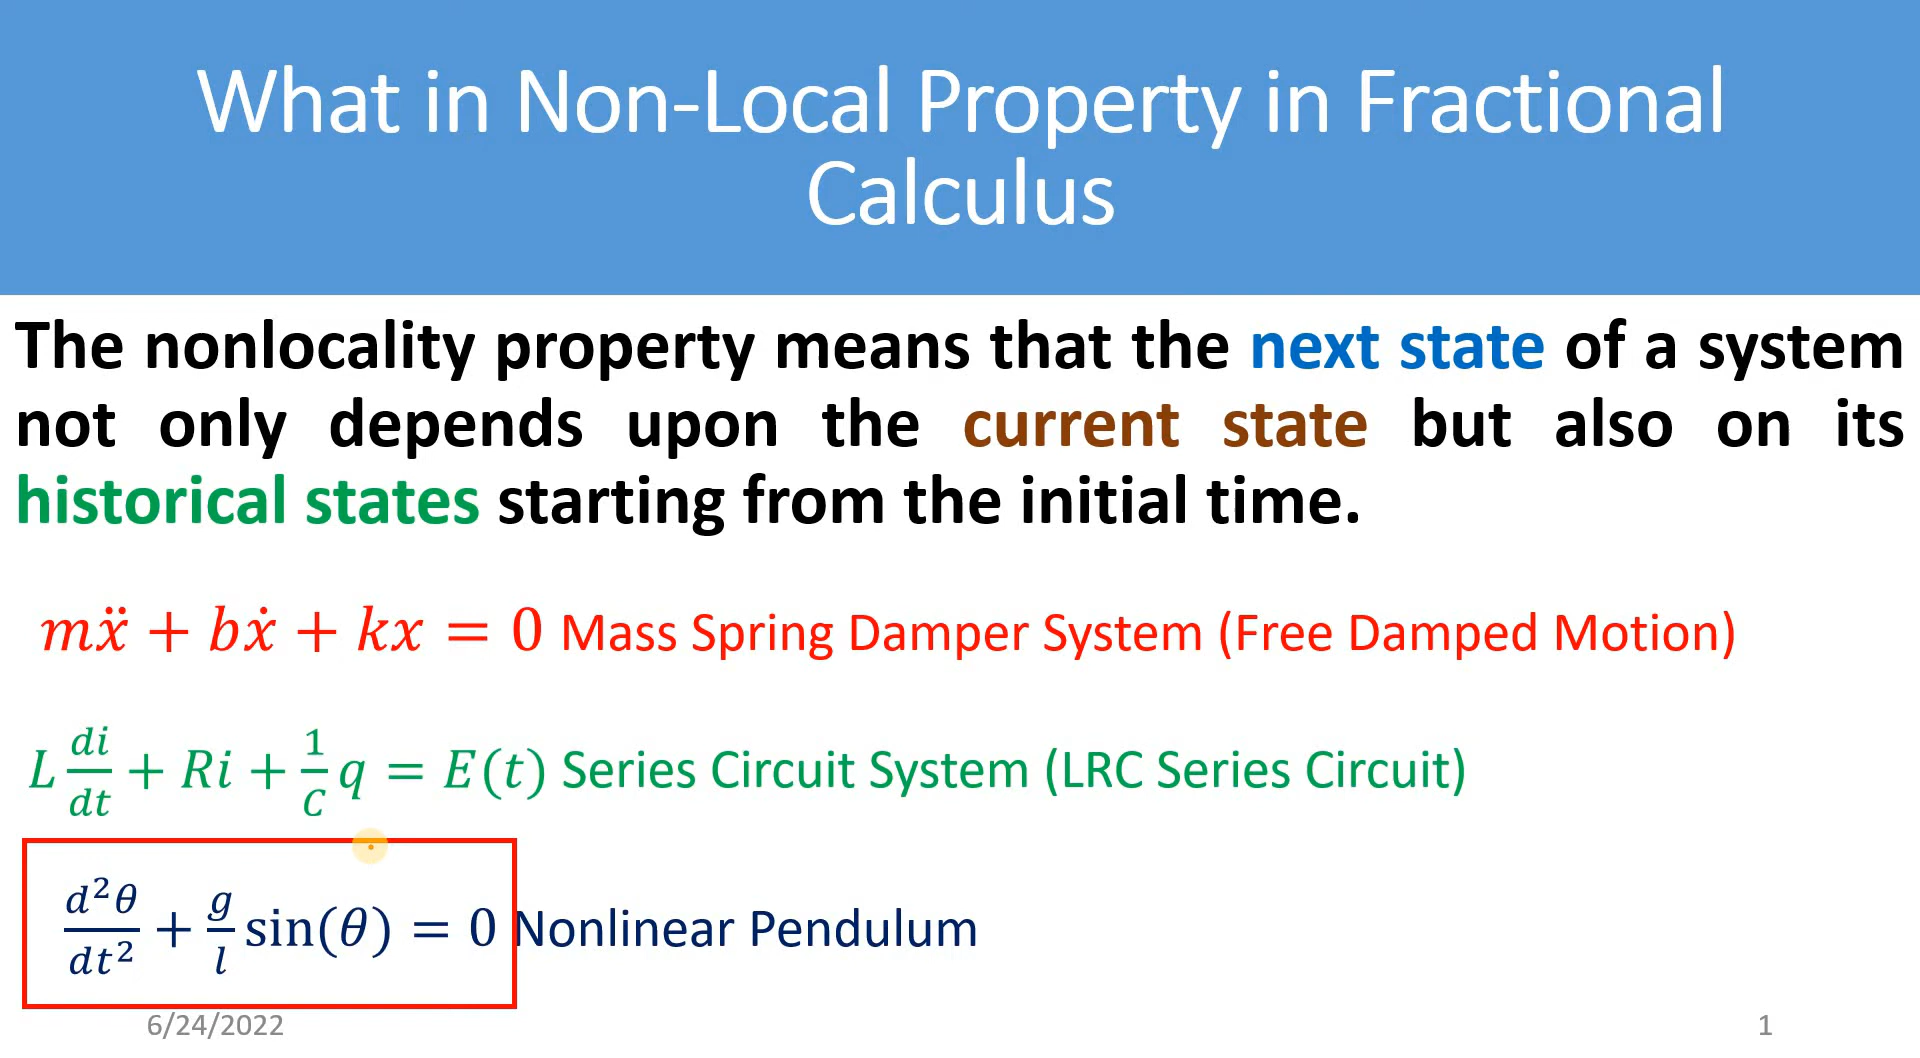 What in Non-Local Property in Fractional
Calculus
The nonlocality property means that the next state of a system
not only depends upon the current state but also on its
historical states starting from the initial time.
mẍ + bẋ + kx = 0 Mass Spring Damper System (Free Damped Motion)
L di/dt + Ri + 1/C q = E(t) Series Circuit System (LRC Series Circuit)
d²θ/dt² + g/l sin(θ) = 0 Nonlinear Pendulum
6/24/2022
1